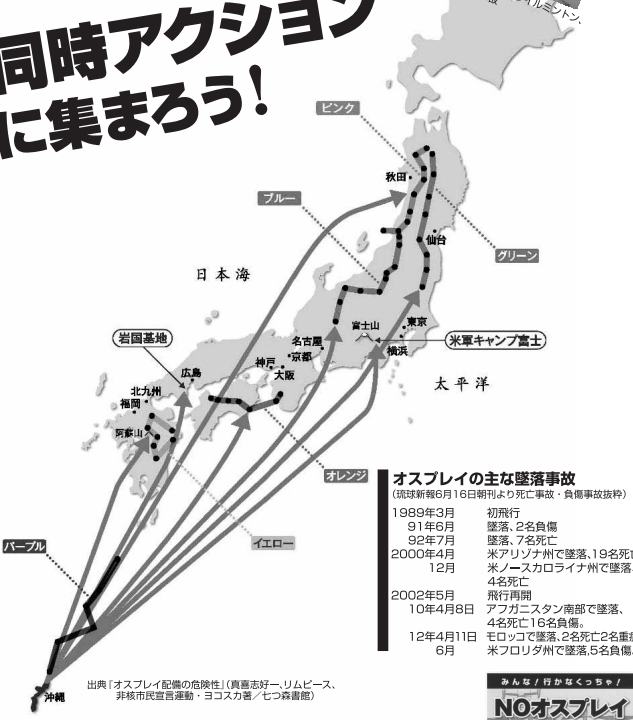 同時アクション
に集まろう!
イルミントン、
ピンク
秋田
ブルー
仙台
グリーン
日本海
岩国基地
名古屋
富士山
東京
横浜
米軍キャンプ富士
神戸
京都
大阪
広島
北九州
福岡
阿蘇山
太平洋
オレンジ
イエロー
パープル
沖縄
オスプレイの主な墜落事故
(琉球新報6月16日朝刊より死亡事故・負傷事故抜粋)
1989年3月 初飛行
91年6月 墜落、2名負傷
92年7月 墜落、7名死亡
2000年4月 米アリゾナ州で墜落、19名死亡
12月 米ノースカロライナ州で墜落、
4名死亡
2002年5月 飛行再開
10年4月8日 アフガニスタン南部で墜落、
4名死亡16名負傷。
12年4月11日 モロッコで墜落、2名死亡2名重症
6月 米フロリダ州で墜落,5名負傷
出典『オスプレイ配備の危険性』(真喜志好一、リムピース、
非核市民宣言運動・ヨコスカ著/七つ森書館)
みんな!行かなくっちゃ!
NOオスプレイ